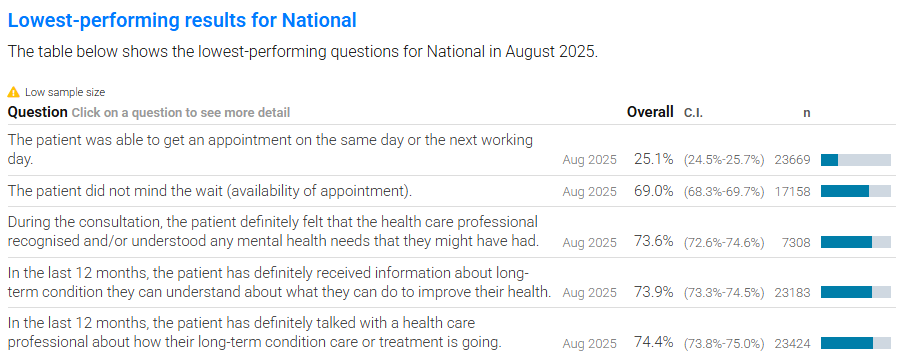 Lowest-performing results for National
The table below shows the lowest-performing questions for National in August 2025.
Low sample size
Question Click on a question to see more detail Overall C.I. n
The patient was able to get an appointment on the same day or the next working
day. Aug 2025 25.1% (24.5%-25.7%) 23669
The patient did not mind the wait (availability of appointment). Aug 2025 69.0% (68.3%-69.7%) 17158
During the consultation, the patient definitely felt that the health care professional
recognised and/or understood any mental health needs that they might have had. Aug 2025 73.6% (72.6%-74.6%) 7308
In the last 12 months, the patient has definitely received information about long-
term condition they can understand about what they can do to improve their health. Aug 2025 73.9% (73.3%-74.5%) 23183
In the last 12 months, the patient has definitely talked with a health care
professional about how their long-term condition care or treatment is going. Aug 2025 74.4% (73.8%-75.0%) 23424